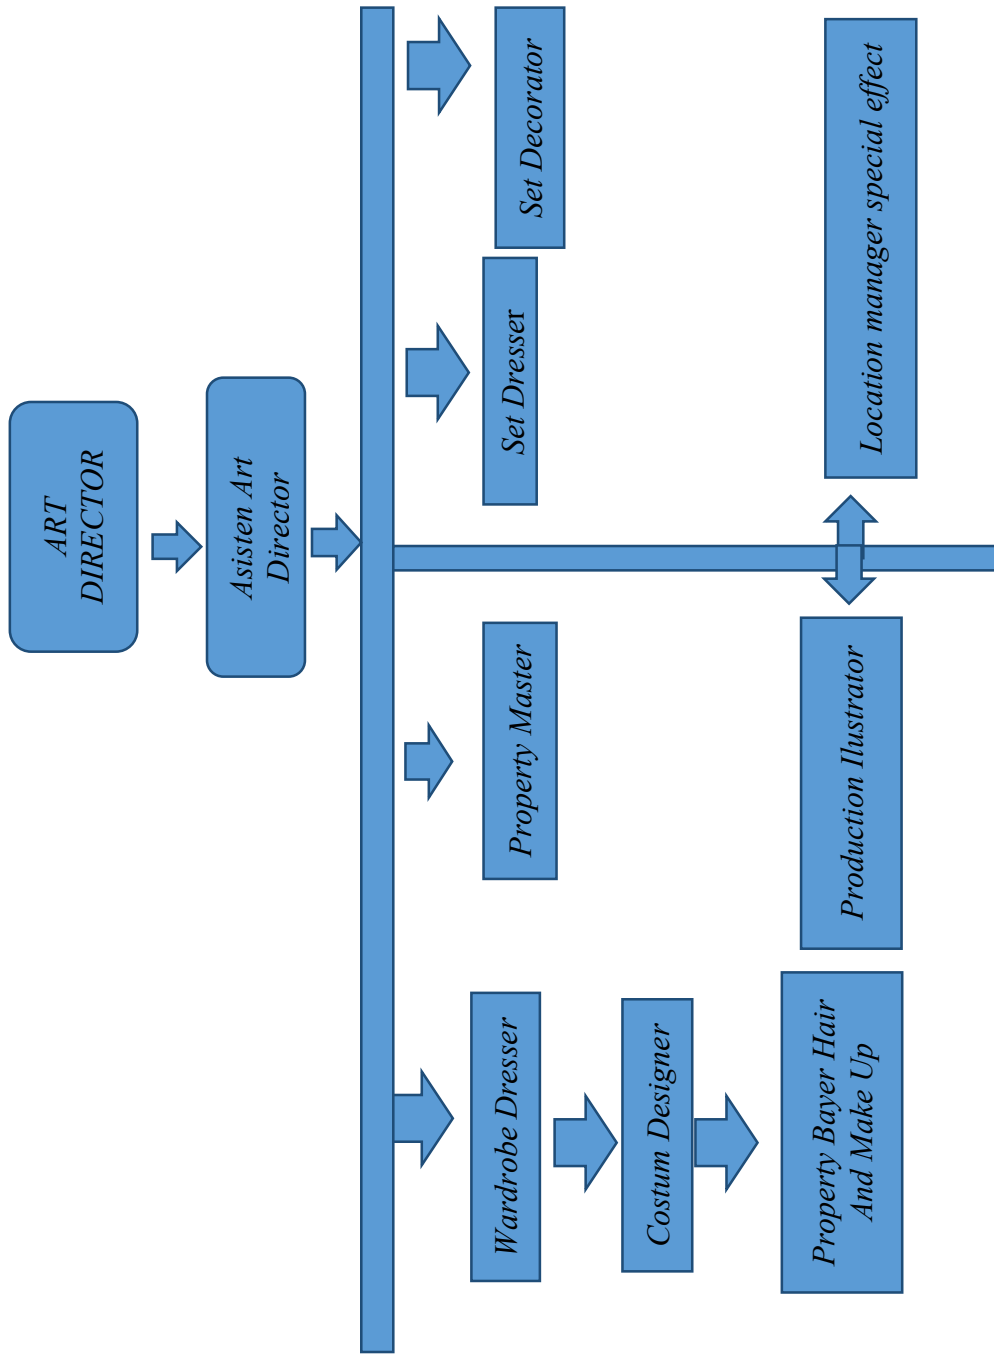 ART
DIRECTOR
Asisten Art
Director
Wardrobe Dresser
Property Master
Set Dresser
Set Decorator
Costum Designer
Property Bayer Hair
And Make Up
Production Ilustrator
Location manager special effect